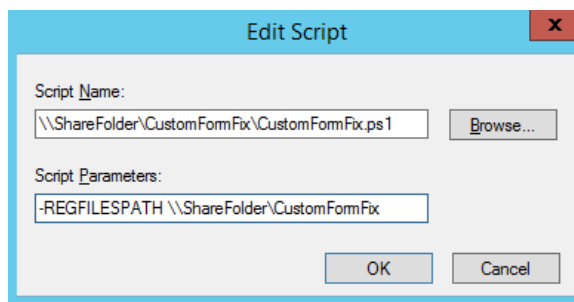 Edit Script
x
Script Name:
\\ShareFolder\CustomFormFix\CustomFormFix.ps1
Browse...
Script Parameters:
-REGFILESPATH \\ShareFolder\CustomFormFix
OK
Cancel